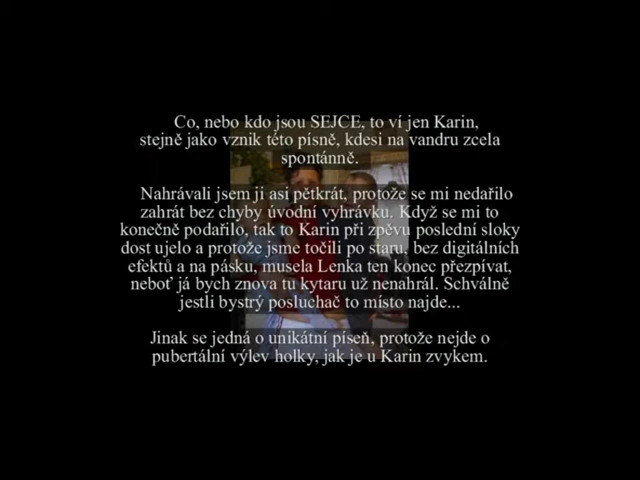 Co, nebo kdo jsou SEJCE, to ví jen Karin,
stejně jako vznik této písně, kdesi na vandru zcela
spontánně.
Nahrávali jsem ji asi pětkrát, protože se mi nedařilo
zahrát bez chyby úvodní vyhrávku. Když se mi to
konečně podařilo, tak to Karin při zpěvu poslední sloky
dost ujelo a protože jsme točili po staru, bez digitálních
efektů a na pásku, musela Lenka ten konec přezpívat,
neboť já bych znova tu kytaru už nenahrál. Schválně
jestli bystrý posluchač to místo najde...
Jinak se jedná o unikátní píseň, protože nejde o
pubertální výlev holky, jak je u Karin zvykem.